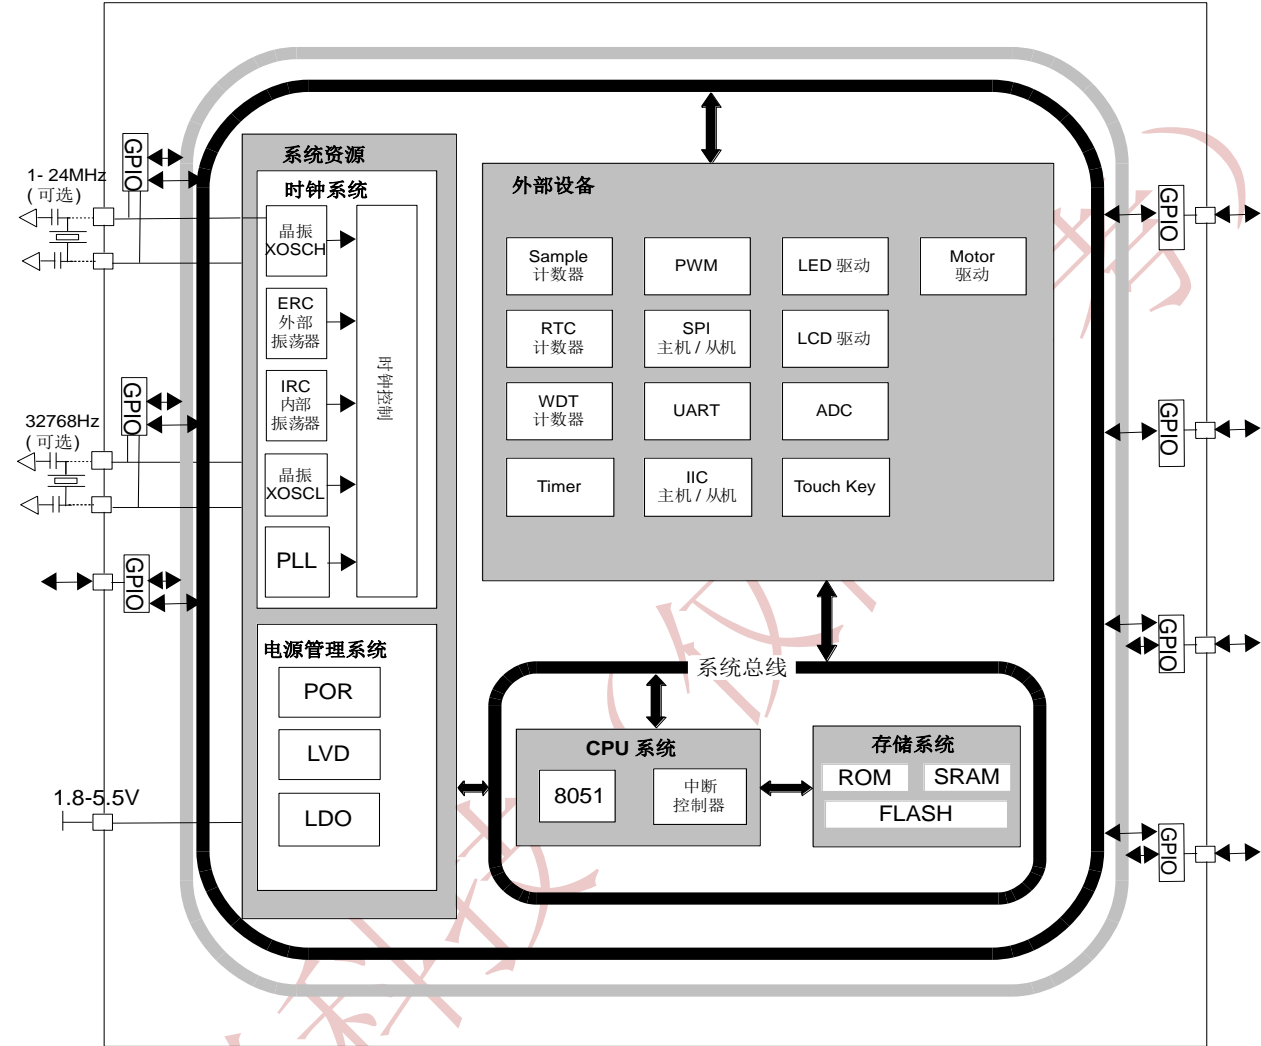 系统资源
时钟系统
晶振
XOSCH
ERC
外部
振荡器
IRC
内部
振荡器
晶振
XOSCL
PLL
时钟控制
电源管理系统
POR
LVD
LDO
1- 24MHz
(可选)
32768Hz
(可选)
1.8-5.5V
GPIO
GPIO
GPIO
外部设备
Sample
计数器
PWM
LED 驱动
Motor
驱动
RTC
计数器
SPI
主机 / 从机
LCD 驱动
WDT
计数器
UART
ADC
Timer
IIC
主机 / 从机
Touch Key
系统总线
CPU 系统
8051
中断
控制器
存储系统
ROM
SRAM
FLASH
GPIO
GPIO
GPIO
GPIO
科技
仅
考